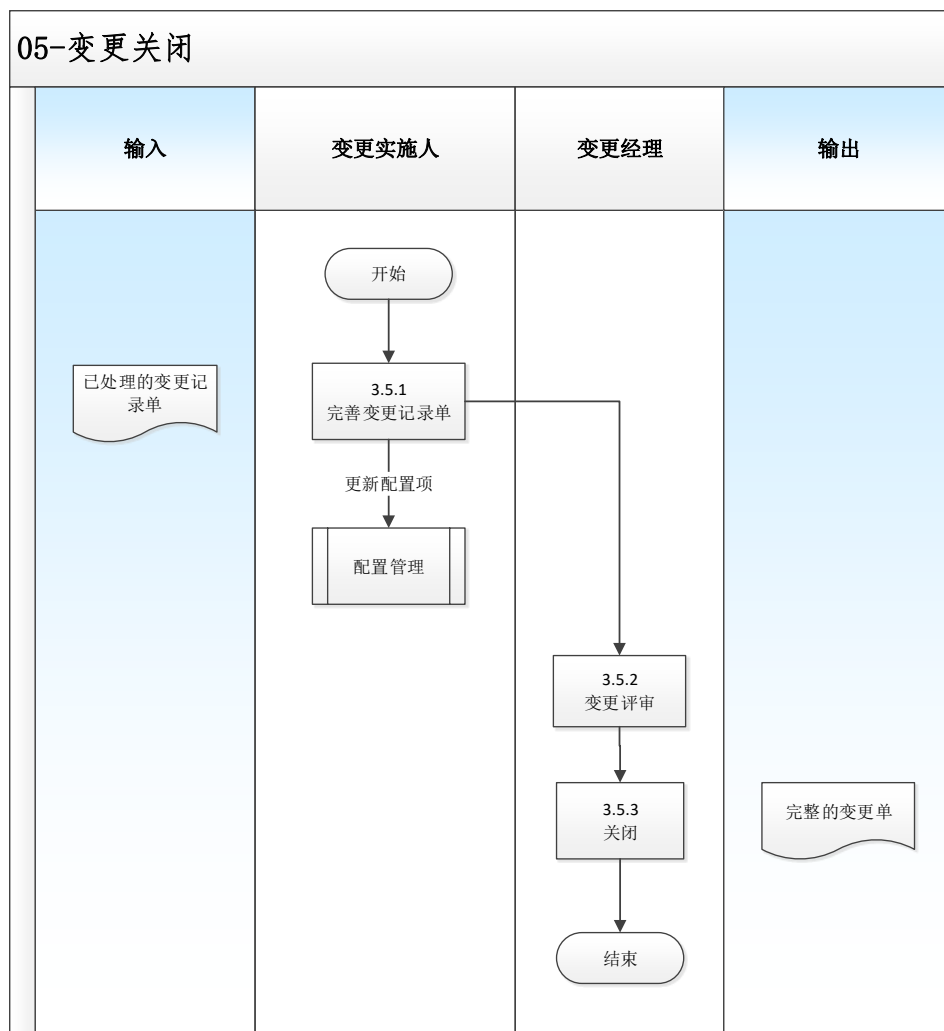 05-变更关闭
输入
变更实施人
变更经理
输出
开始
已处理的变更记
录单
3.5.1
完善变更记录单
更新配置项
配置管理
3.5.2
变更评审
3.5.3
关闭
完整的变更单
结束